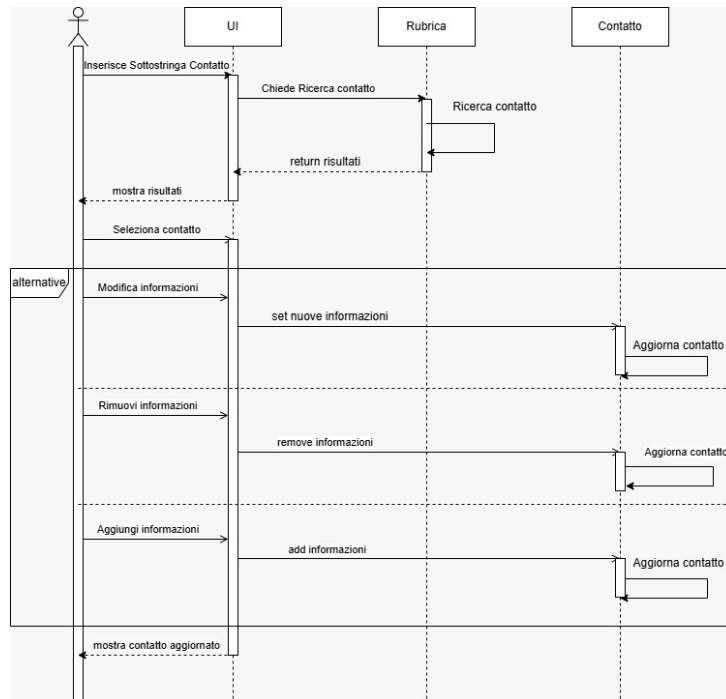 UI
Rubrica
Contatto
Inserisce Sottostringa Contatto
Chiede Ricerca contatto
Ricerca contatto
return risultati
mostra risultati
Seleziona contatto
alternative
Modifica informazioni
set nuove informazioni
Aggiorna contatto
Rimuovi informazioni
remove informazioni
Aggiorna contatto
Aggiungi informazioni
add informazioni
Aggiorna contatto
mostra contatto aggiornato